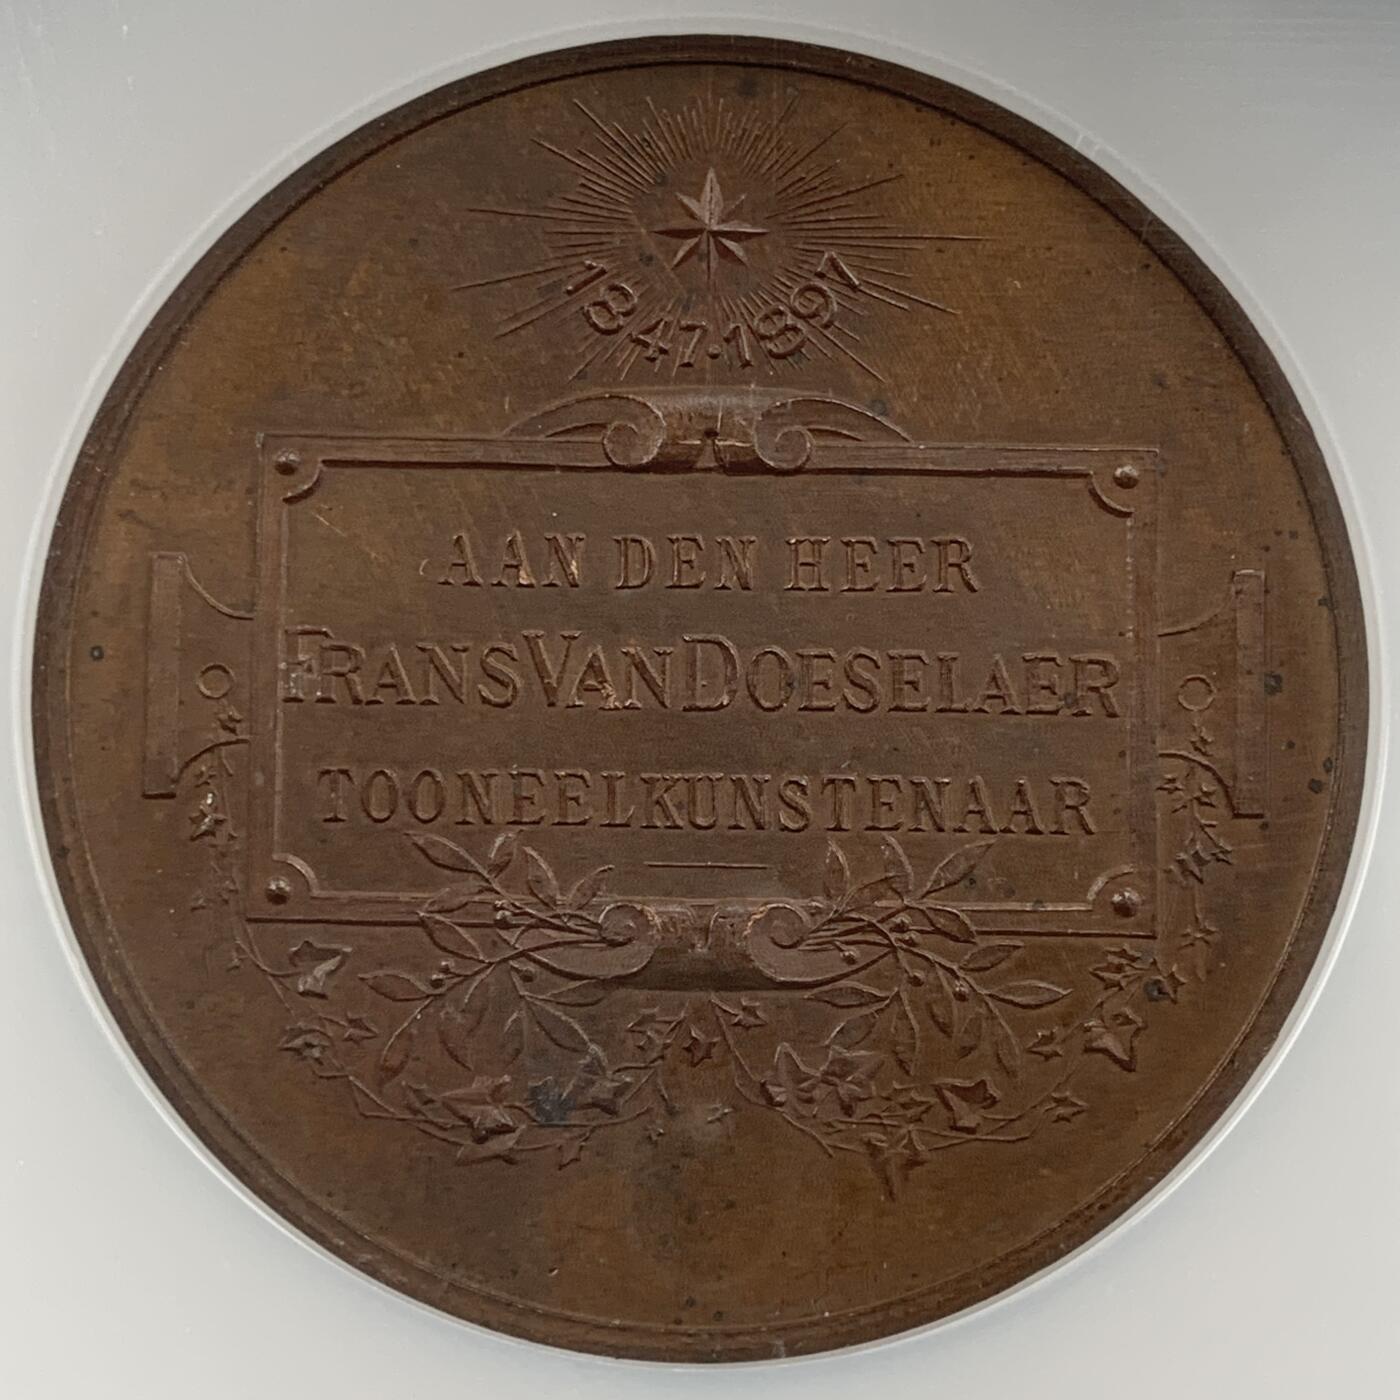 1847·1897
AAN DEN HEER
FRANS VAN DOESELAER
TOONEELKUNSTENAAR